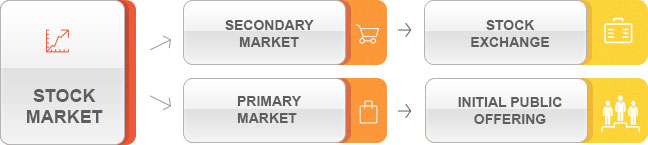 STOCK
MARKET
SECONDARY
MARKET
STOCK
EXCHANGE
PRIMARY
MARKET
INITIAL PUBLIC
OFFERING